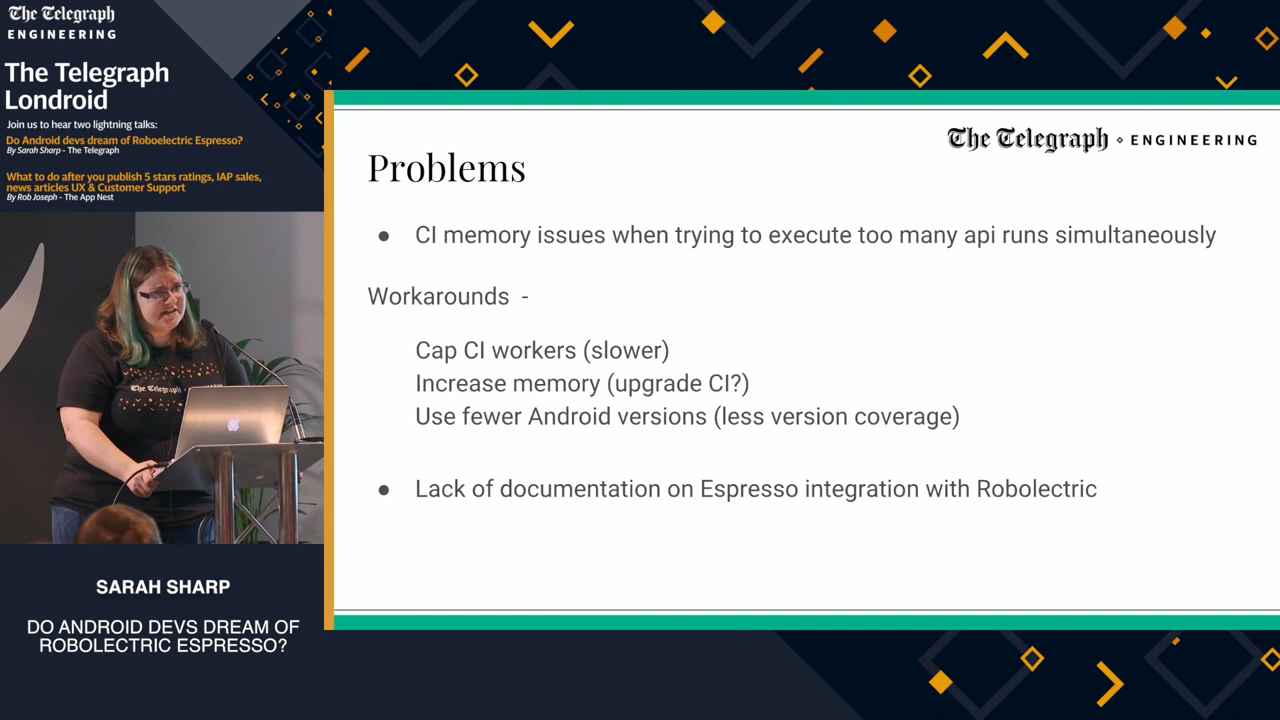 The Telegraph
ENGINEERING
The Telegraph
Londroid
Join us to hear two lightning talks:
Do Android devs dream of Roboelectric Espresso?
By Sarah Sharp - The Telegraph
What to do after you publish 5 stars ratings, IAP sales,
news articles UX & Customer Support
By Rob Joseph - The App Nest
The Telegraph
SARAH SHARP
DO ANDROID DEVS DREAM OF
ROBOLECTRIC ESPRESSO?
The Telegraph ENGINEERING
Problems
● CI memory issues when trying to execute too many api runs simultaneously
Workarounds -
Cap CI workers (slower)
Increase memory (upgrade CI?)
Use fewer Android versions (less version coverage)
● Lack of documentation on Espresso integration with Robolectric